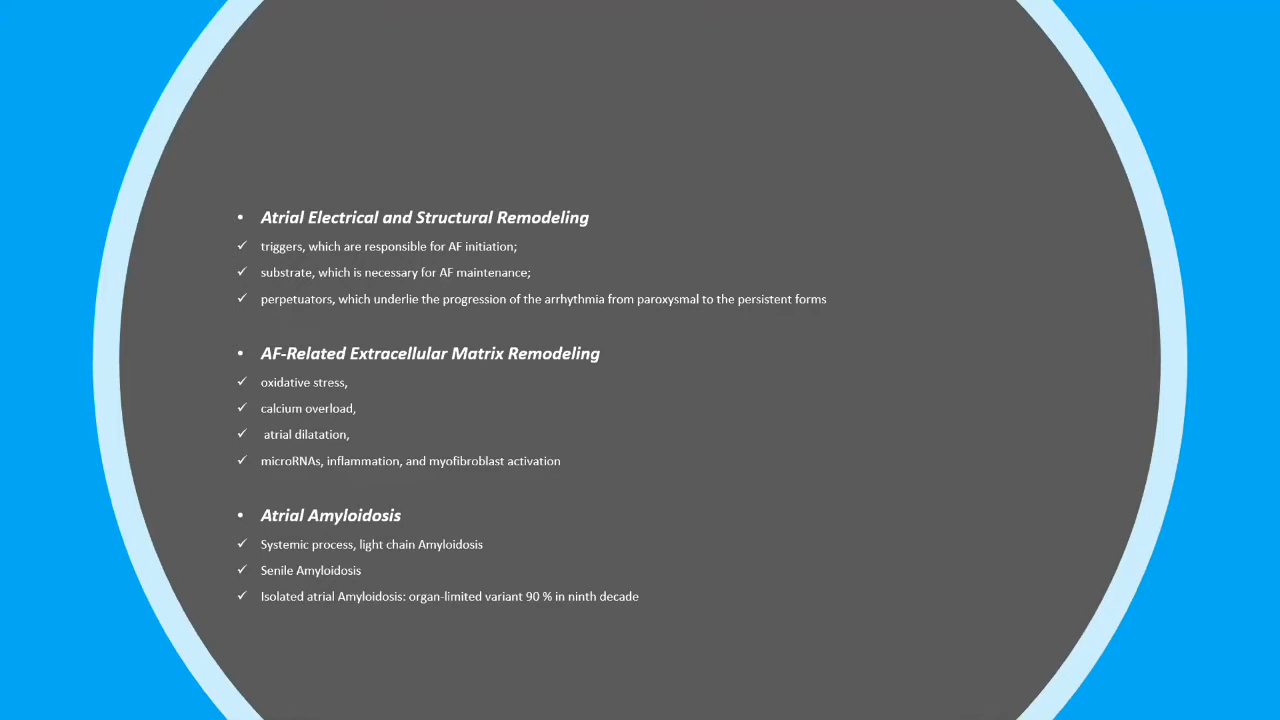 • Atrial Electrical and Structural Remodeling
✓ triggers, which are responsible for AF initiation;
✓ substrate, which is necessary for AF maintenance;
✓ perpetuators, which underlie the progression of the arrhythmia from paroxysmal to the persistent forms
• AF-Related Extracellular Matrix Remodeling
✓ oxidative stress,
✓ calcium overload,
✓ atrial dilatation,
✓ microRNAs, inflammation, and myofibroblast activation
• Atrial Amyloidosis
✓ Systemic process, light chain Amyloidosis
✓ Senile Amyloidosis
✓ Isolated atrial Amyloidosis: organ-limited variant 90 % in ninth decade